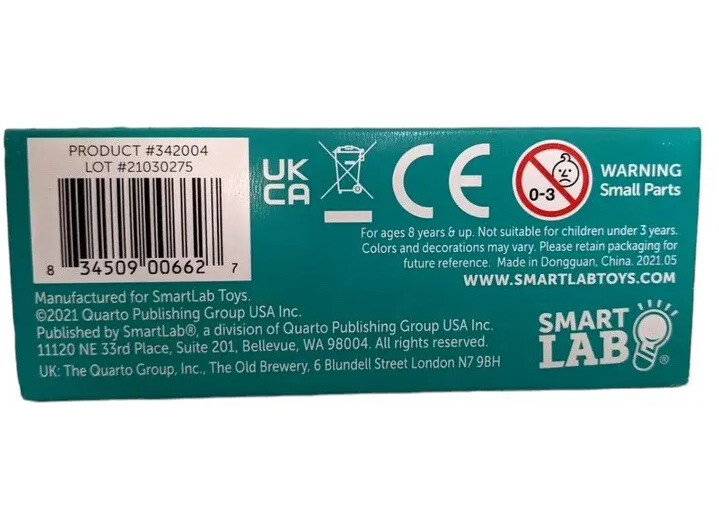 PRODUCT #342004
LOT #21030275
8 34509 00662 7
UK
CA
CE
0-3
WARNING
Small Parts
For ages 8 years & up. Not suitable for children under 3 years.
Colors and decorations may vary. Please retain packaging for
future reference. Made in Dongguan, China. 2021.05
WWW.SMARTLABTOYS.COM
Manufactured for SmartLab Toys.
©2021 Quarto Publishing Group USA Inc.
Published by SmartLab®, a division of Quarto Publishing Group USA Inc.
11120 NE 33rd Place, Suite 201, Bellevue, WA 98004. All rights reserved.
UK: The Quarto Group, Inc., The Old Brewery, 6 Blundell Street London N7 9BH
SMART
LAB®